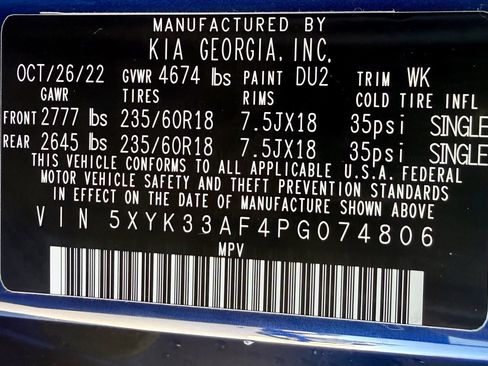 MANUFACTURED BY
KIA GEORGIA, INC.
OCT/26/22 GVWR 4674 lbs PAINT DU2 TRIM WK
GAWR TIRES RIMS COLD TIRE INFL
FRONT 2777 lbs 235/60R18 7.5JX18 35psi SINGLE
REAR 2645 lbs 235/60R18 7.5JX18 35psi SINGLE
THIS VEHICLE CONFORMS TO ALL APPLICABLE U.S.A. FEDERAL
MOTOR VEHICLE SAFETY AND THEFT PREVENTION STANDARDS
IN EFFECT ON THE DATE OF MANUFACTURE SHOWN ABOVE
VIN 5XYK33AF4PG074806
MPV